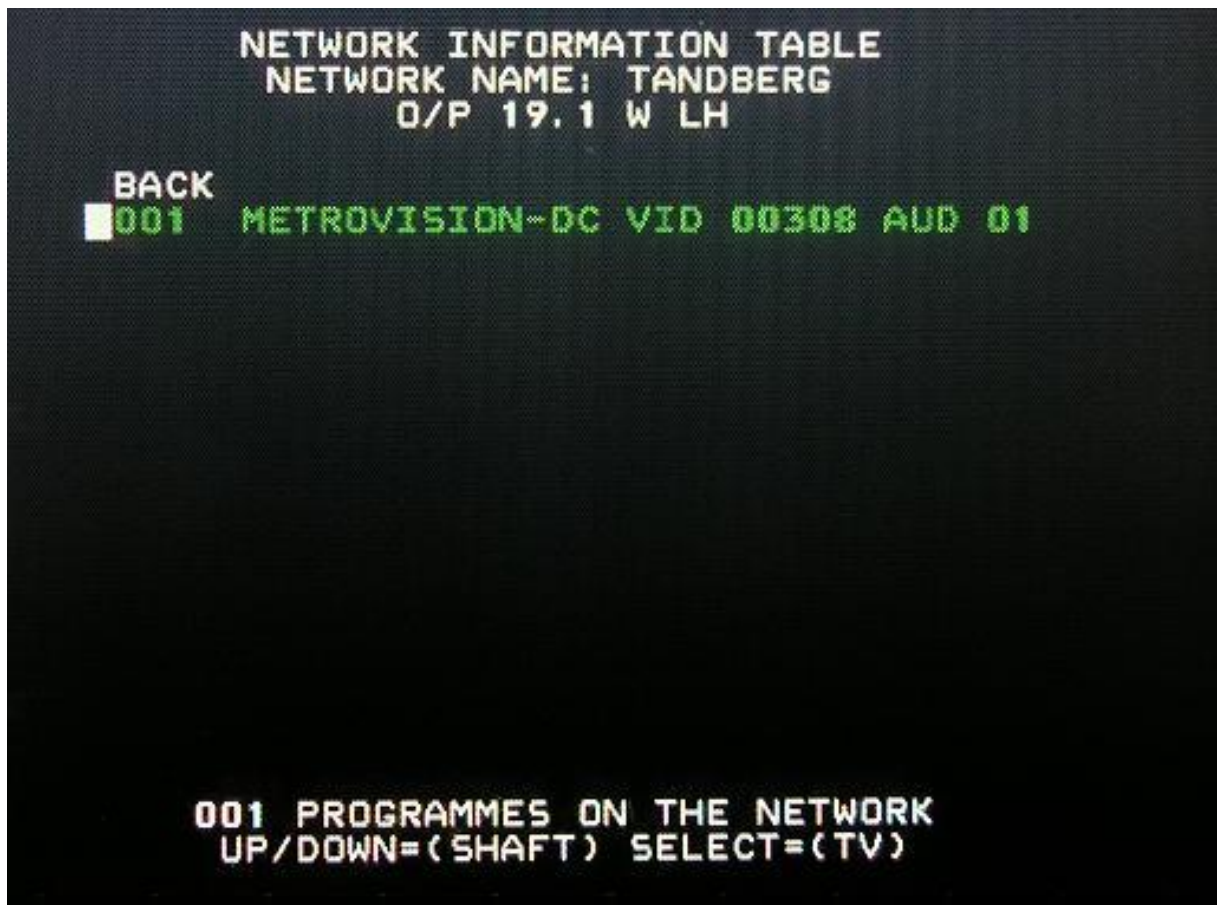 NETWORK INFORMATION TABLE
NETWORK NAME: TANDBERG
O/P 19.1 W LH
BACK
001 METROVISION-DC VID 00308 AUD 01
001 PROGRAMMES ON THE NETWORK
UP/DOWN=(SHAFT) SELECT=(TV)